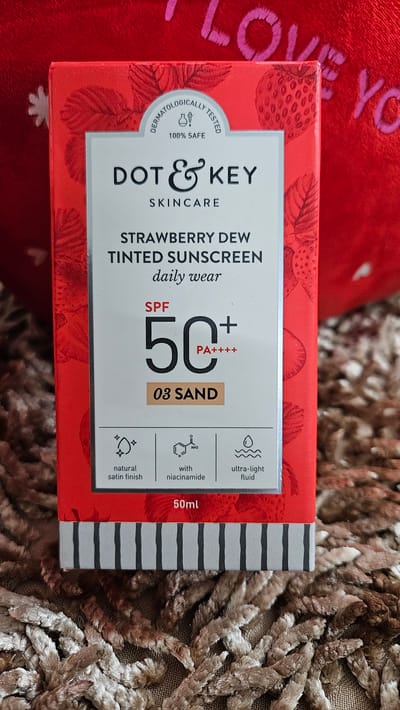 I LOVE YO
DERMATOLOGICALLY TESTED
100% SAFE
DOT & KEY
SKINCARE
STRAWBERRY DEW
TINTED SUNSCREEN
daily wear
SPF
50+
PA++++
03 SAND
natural
satin finish
with
niacinamide
ultra-light
fluid
50ml